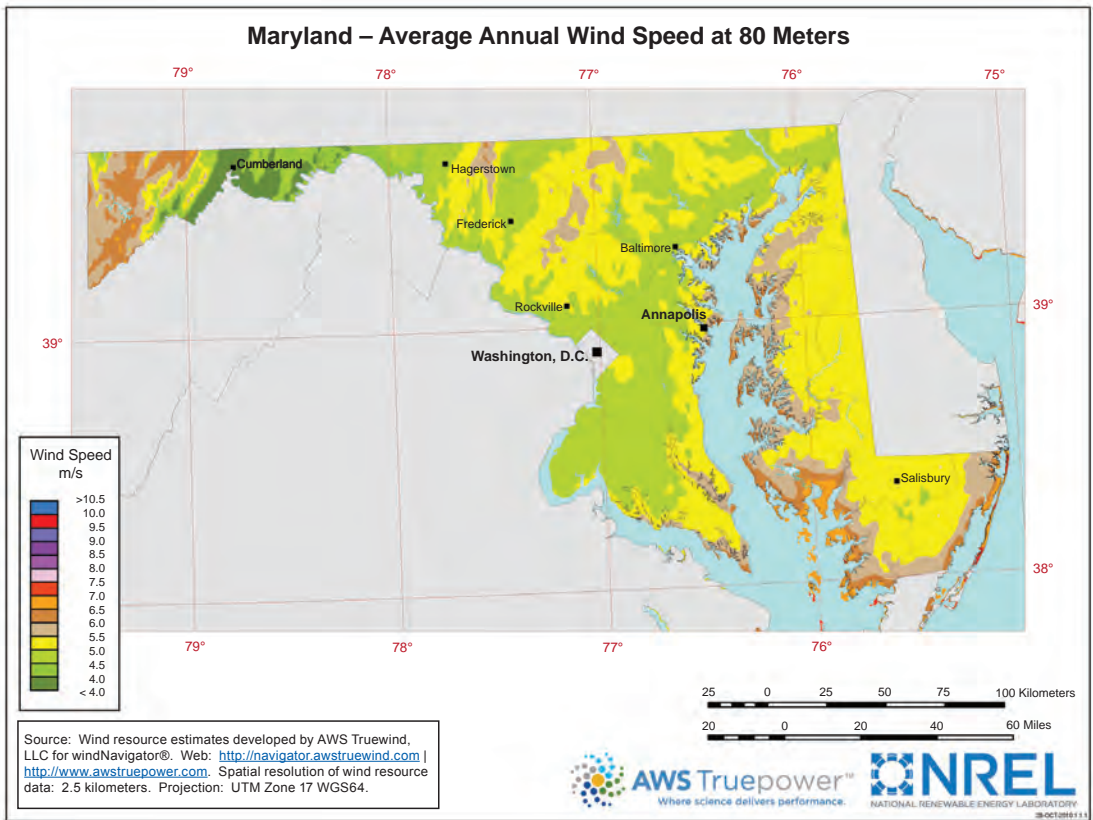 Maryland – Average Annual Wind Speed at 80 Meters
79°
78°
77°
76°
75°
Cumberland
Hagerstown
Frederick
Baltimore
Rockville
Annapolis
39°
39°
Washington, D.C.
Salisbury
38°
79°
78°
77°
76°
Wind Speed
m/s
>10.5
10.0
9.5
9.0
8.5
8.0
7.5
7.0
6.5
6.0
5.5
5.0
4.5
4.0
< 4.0
25 0 25 50 75 100 Kilometers
20 0 20 40 60 Miles
Source: Wind resource estimates developed by AWS Truewind,
LLC for windNavigator®. Web: http://navigator.awstruewind.com |
http://www.awstruepower.com. Spatial resolution of wind resource
data: 2.5 kilometers. Projection: UTM Zone 17 WGS84.
AWS Truepower™
Where science delivers performance.
NREL
NATIONAL RENEWABLE ENERGY LABORATORY